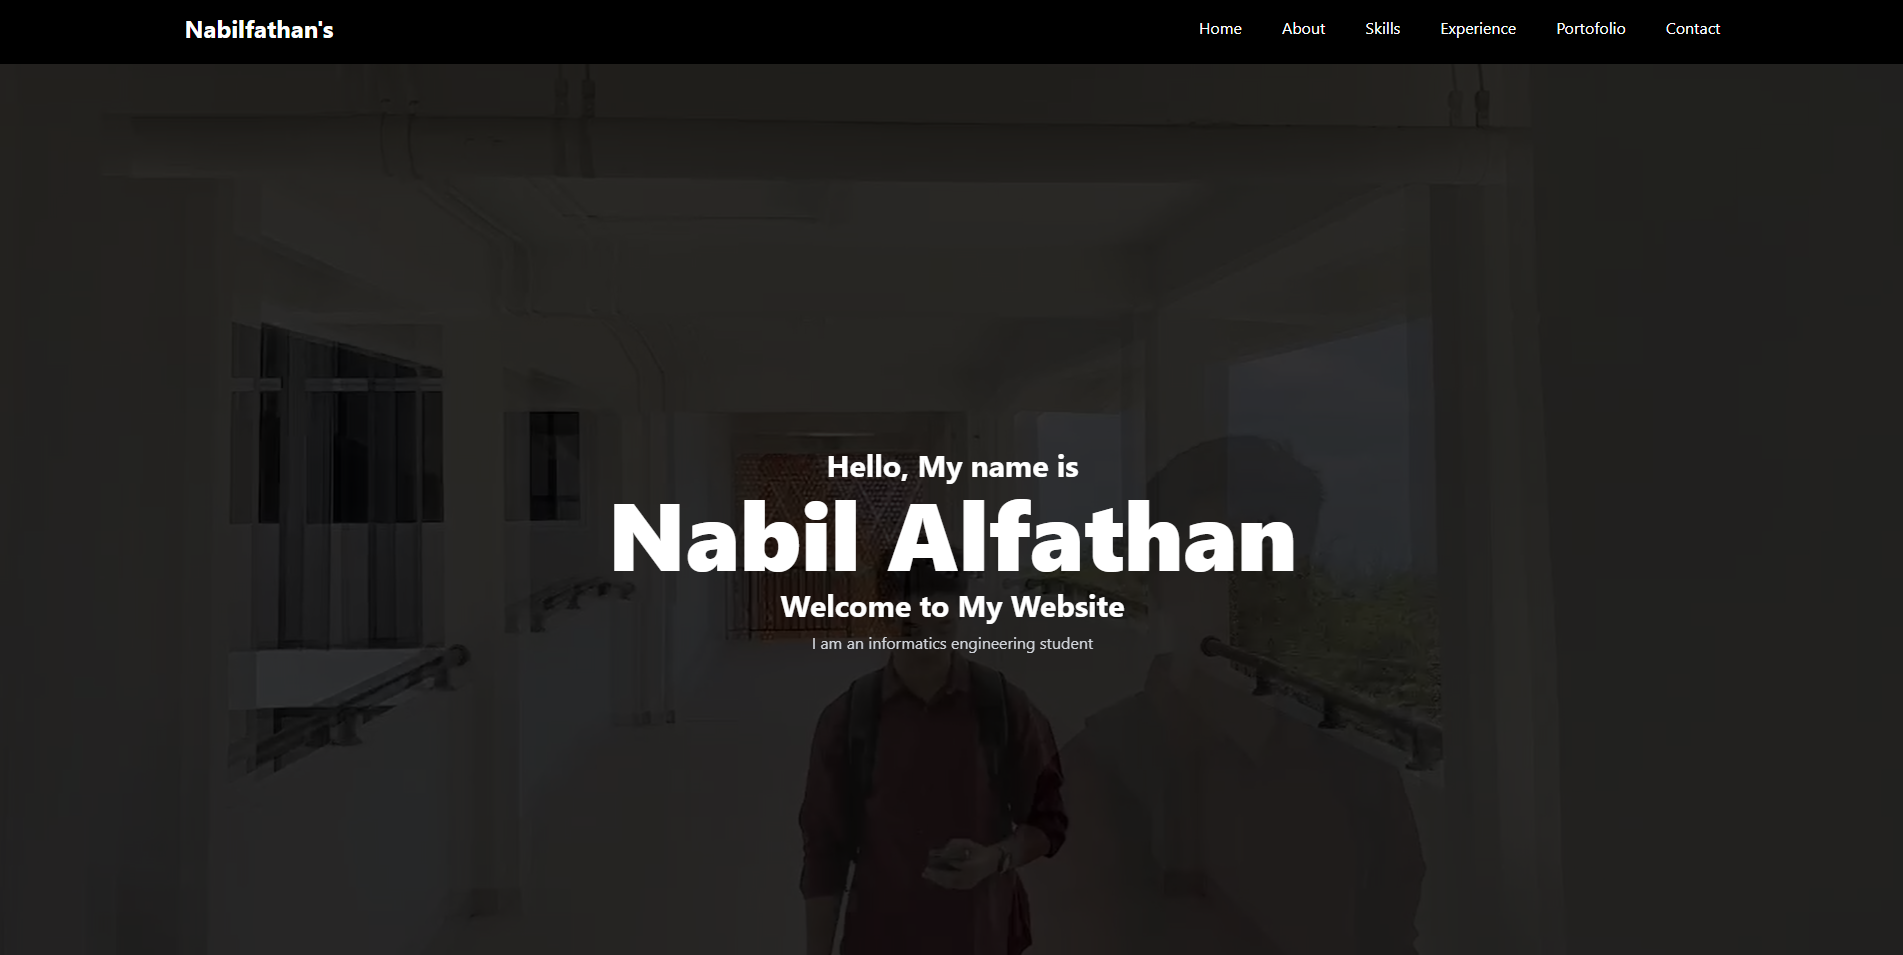 Nabilfathan's
Home About Skills Experience Portofolio Contact
Hello, My name is
Nabil Alfathan
Welcome to My Website
I am an informatics engineering student